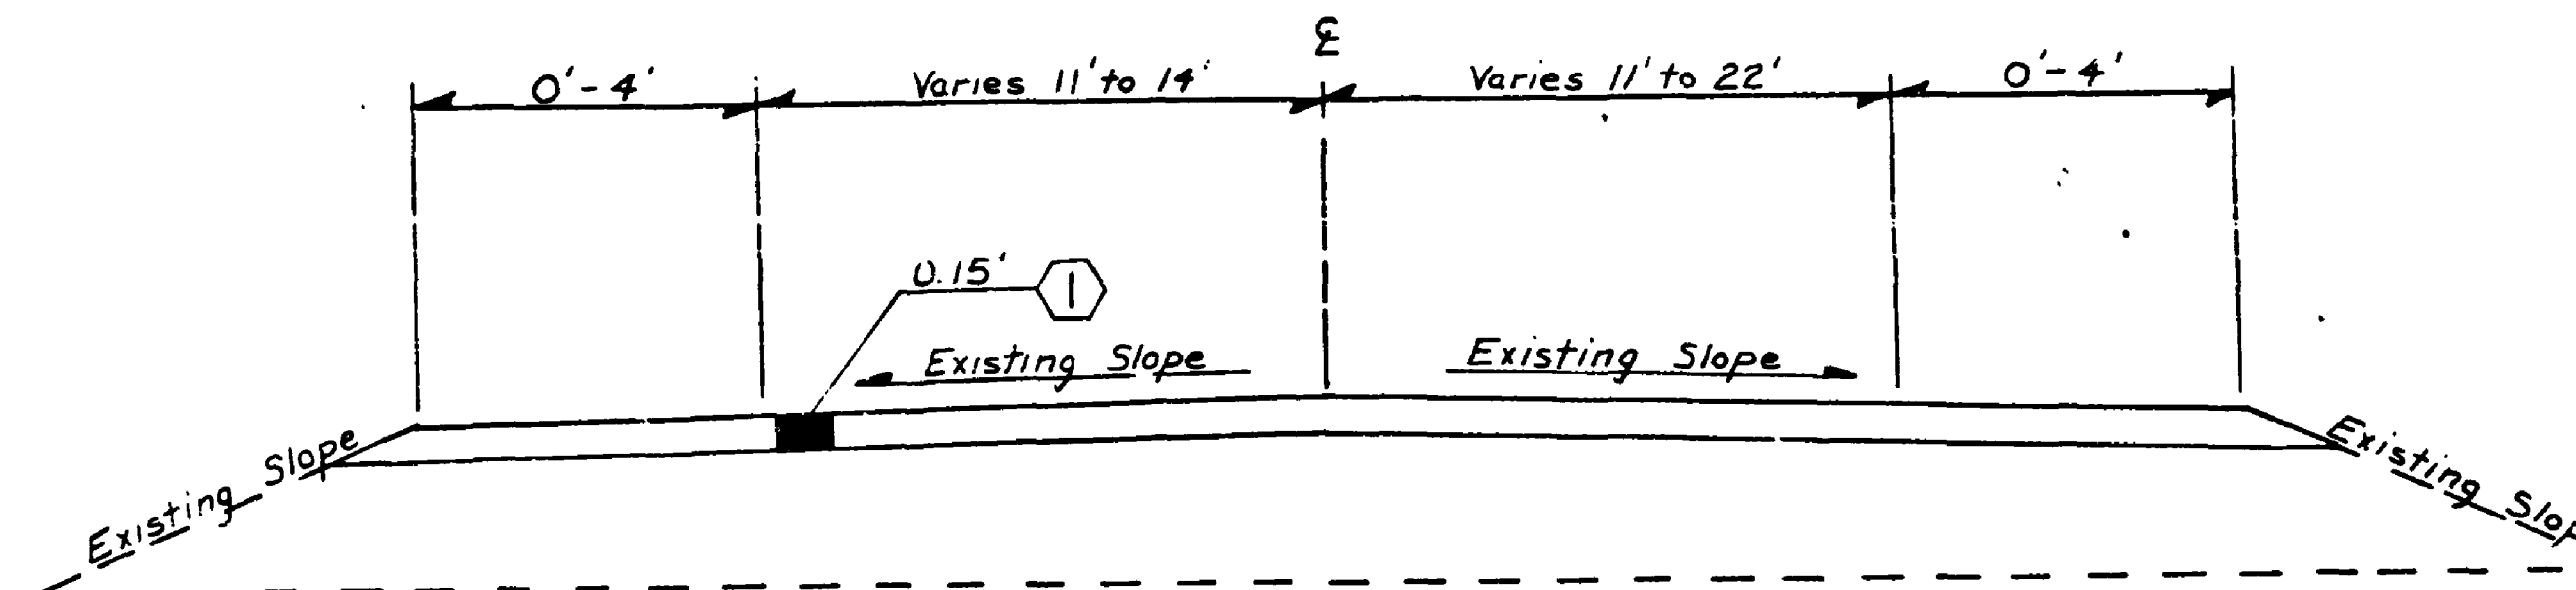 ℄
0'-4' Varies 11' to 14' Varies 11' to 22' 0'-4'
0.15' 1
Existing Slope Existing Slope
Existing Slope Existing Slop